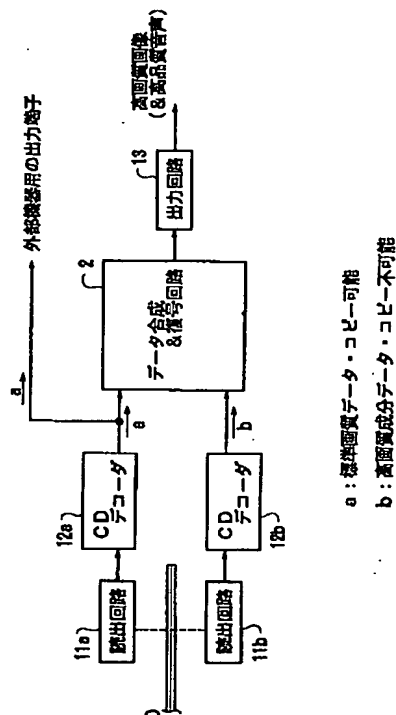 外部機器用の出力端子
a
12a
CD
デコーダ
11a
読出回路
a
2
データ合成
&復号回路
13
出力回路
高画質画像
(&高品質音声)
b
12b
CD
デコーダ
11b
読出回路
a:標準画質データ・コピー可能
b:高画質成分データ・コピー不可能